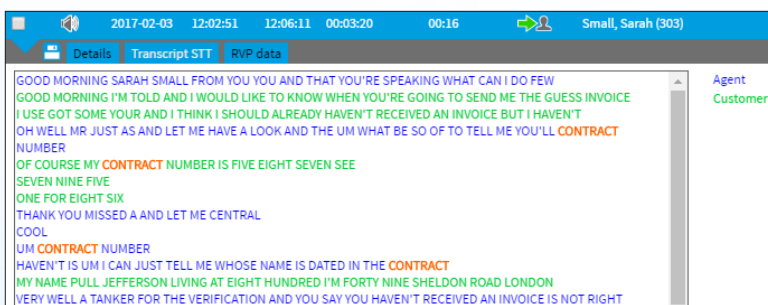 2017-02-03 12:02:51 12:06:11 00:03:20 00:16 Small, Sarah (303)
Details Transcript STT RVP data
GOOD MORNING SARAH SMALL FROM YOU YOU AND THAT YOU'RE SPEAKING WHAT CAN I DO FEW
Agent
GOOD MORNING I'M TOLD AND I WOULD LIKE TO KNOW WHEN YOU'RE GOING TO SEND ME THE GUESS INVOICE
Customer
I USE GOT SOME YOUR AND I THINK I SHOULD ALREADY HAVEN'T RECEIVED AN INVOICE BUT I HAVEN'T
OH WELL MR JUST AS AND LET ME HAVE A LOOK AND THE UM WHAT BE SO OF TO TELL ME YOU'LL CONTRACT
NUMBER
OF COURSE MY CONTRACT NUMBER IS FIVE EIGHT SEVEN SEE
SEVEN NINE FIVE
ONE FOR EIGHT SIX
THANK YOU MISSED A AND LET ME CENTRAL
COOL
UM CONTRACT NUMBER
HAVEN'T IS UM I CAN JUST TELL ME WHOSE NAME IS DATED IN THE CONTRACT
MY NAME PULL JEFFERSON LIVING AT EIGHT HUNDRED I'M FORTY NINE SHELDON ROAD LONDON
VERY WELL A TANKER FOR THE VERIFICATION AND YOU SAY YOU HAVEN'T RECEIVED AN INVOICE IS NOT RIGHT